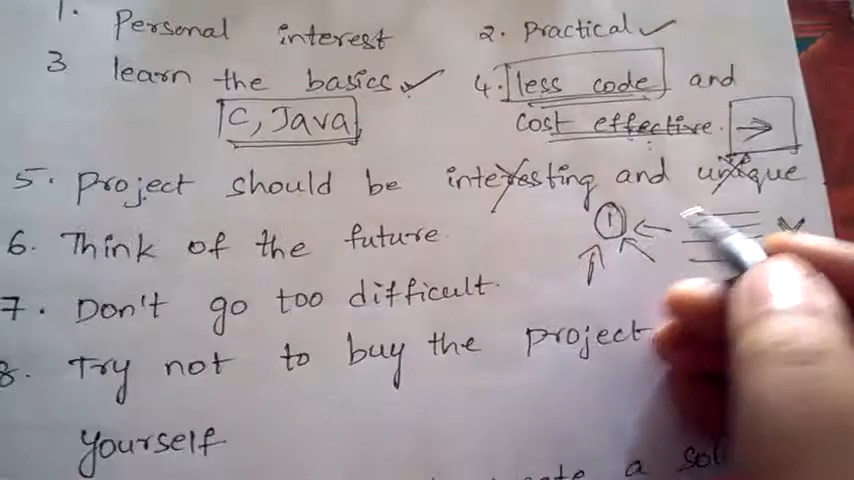 1. Personal interest 2. Practical
3 learn the basics 4. less code and
C, Java cost effective.
5. Project should be interesting and unique
1
6. Think of the future.
7. Don't go too difficult.
8. Try not to buy the project
yourself
a